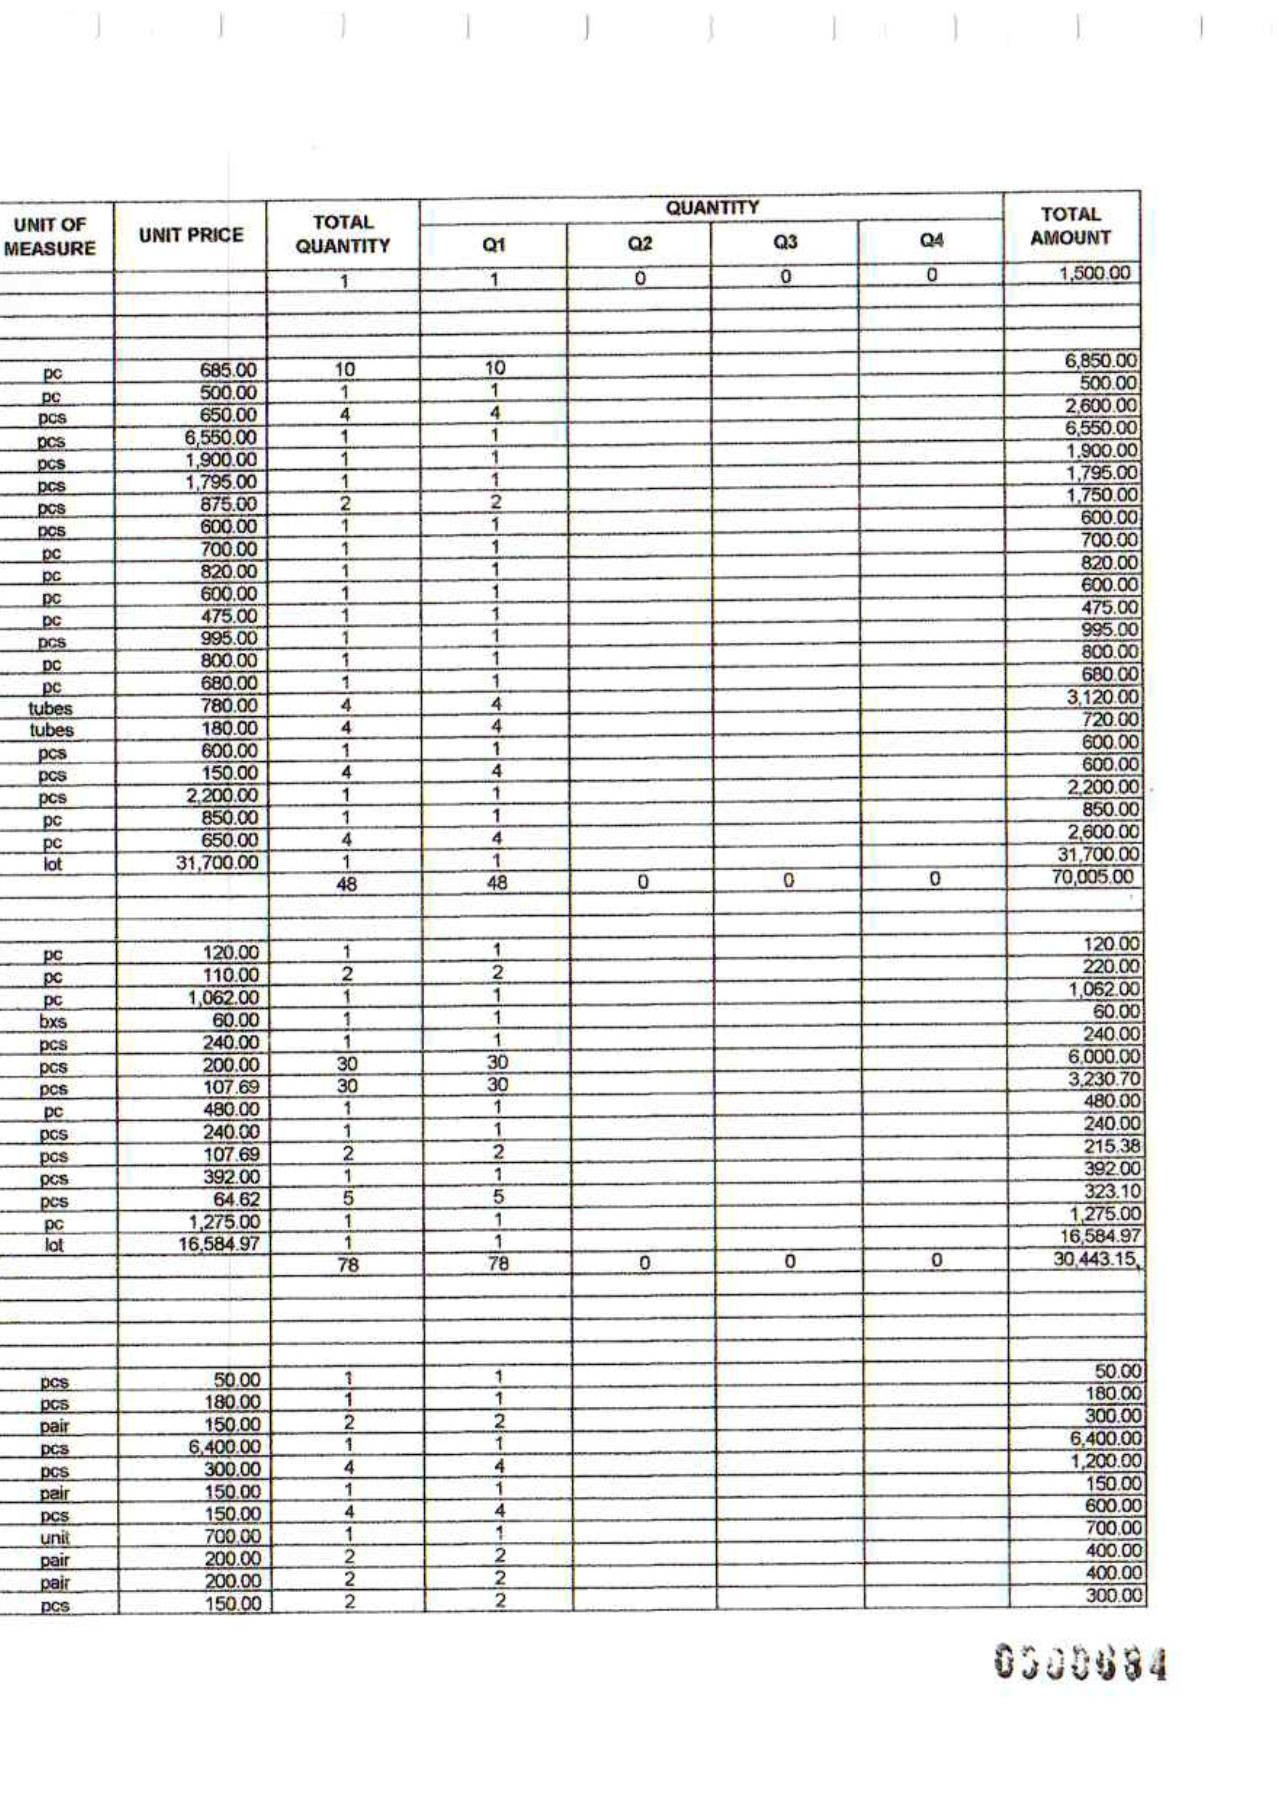 UNIT OF MEASURE UNIT PRICE TOTAL QUANTITY QUANTITY TOTAL AMOUNT
Q1 Q2 Q3 Q4
1 1 0 0 0 1,500.00
pc 685.00 10 10 6,850.00
pc 500.00 1 1 500.00
pcs 650.00 4 4 2,600.00
pcs 6,550.00 1 1 6,550.00
pcs 1,900.00 1 1 1,900.00
pcs 1,795.00 1 1 1,795.00
pcs 875.00 2 2 1,750.00
pcs 600.00 1 1 600.00
pc 700.00 1 1 700.00
pc 820.00 1 1 820.00
pc 600.00 1 1 600.00
pc 475.00 1 1 475.00
pcs 995.00 1 1 995.00
pc 800.00 1 1 800.00
pc 680.00 1 1 680.00
tubes 780.00 4 4 3,120.00
tubes 180.00 4 4 720.00
pcs 600.00 1 1 600.00
pcs 150.00 4 4 600.00
pcs 2,200.00 1 1 2,200.00
pc 850.00 1 1 850.00
pc 650.00 4 4 2,600.00
lot 31,700.00 1 1 31,700.00
48 48 0 0 0 70,005.00
pc 120.00 1 1 120.00
pc 110.00 2 2 220.00
pc 1,062.00 1 1 1,062.00
bxs 60.00 1 1 60.00
pcs 240.00 1 1 240.00
pcs 200.00 30 30 6,000.00
pcs 107.69 30 30 3,230.70
pc 480.00 1 1 480.00
pcs 240.00 1 1 240.00
pcs 107.69 2 2 215.38
pcs 392.00 1 1 392.00
pcs 64.62 5 5 323.10
pc 1,275.00 1 1 1,275.00
lot 16,584.97 1 1 16,584.97
78 78 0 0 0 30,443.15
pcs 50.00 1 1 50.00
pcs 180.00 1 1 180.00
pair 150.00 2 2 300.00
pcs 6,400.00 1 1 6,400.00
pcs 300.00 4 4 1,200.00
pair 150.00 1 1 150.00
pcs 150.00 4 4 600.00
unit 700.00 1 1 700.00
pair 200.00 2 2 400.00
pair 200.00 2 2 400.00
pcs 150.00 2 2 300.00